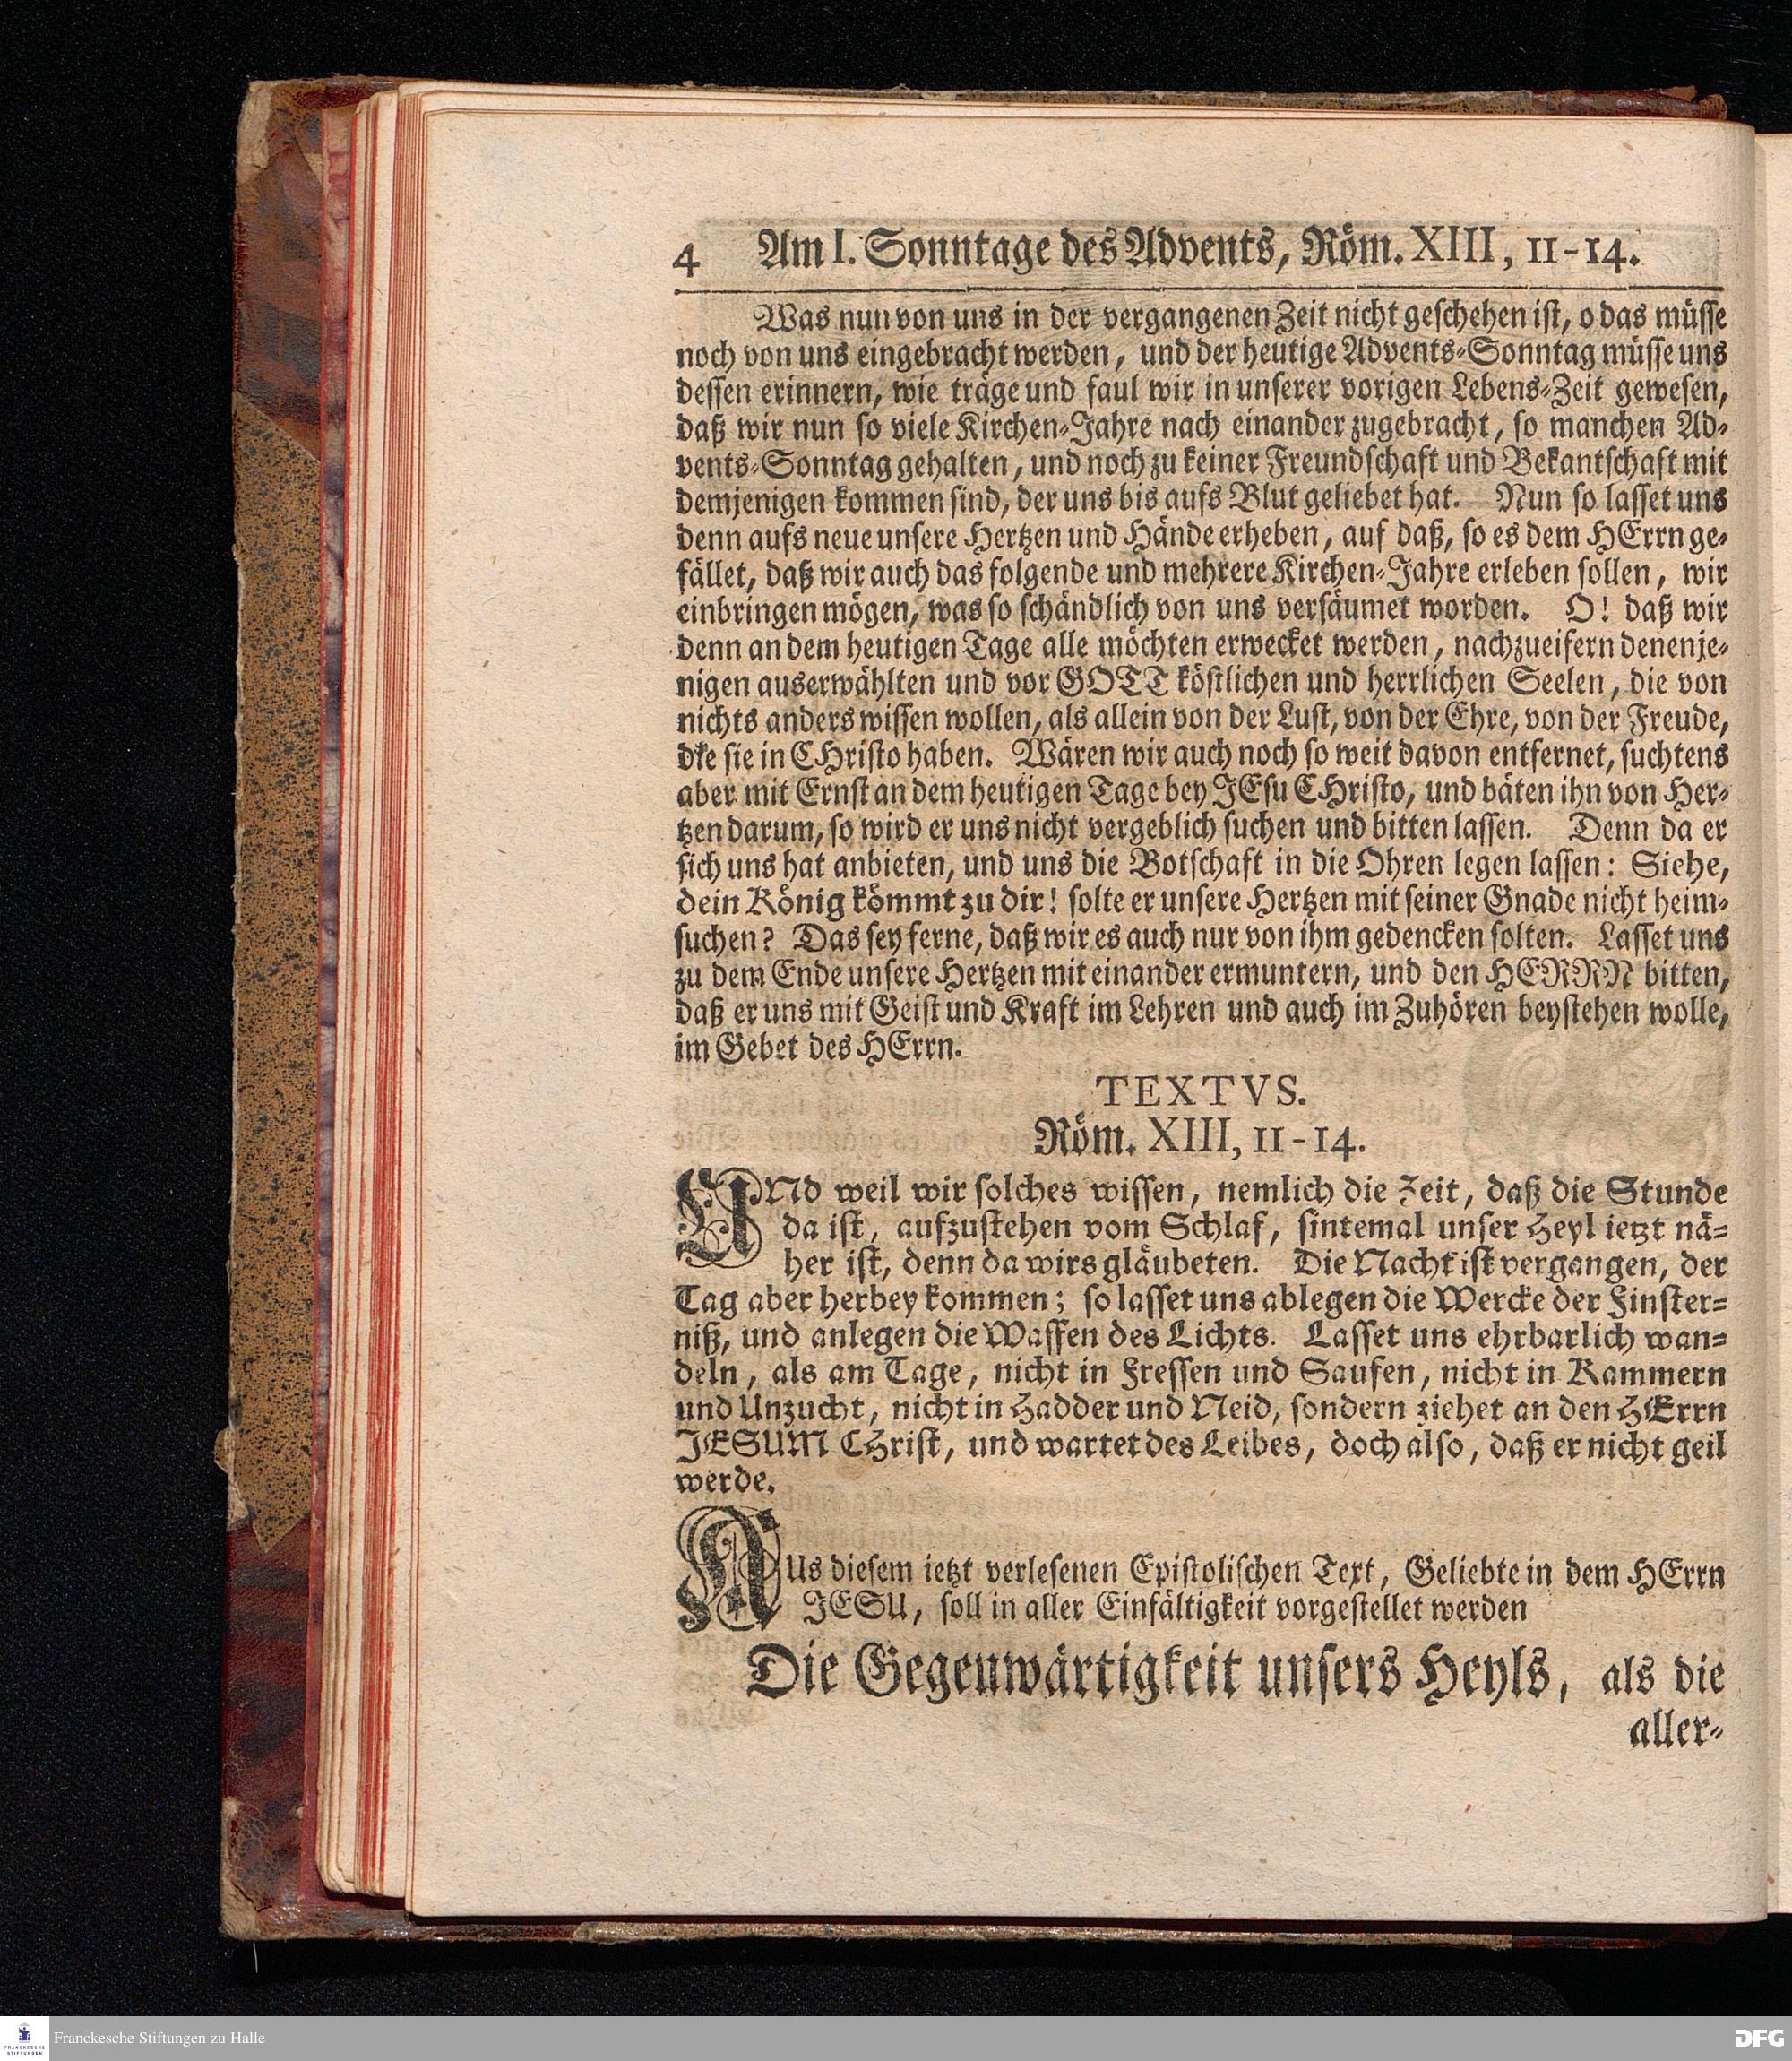 4 Am I. Sonntage des Advents, Röm. XIII, 11-14.
Was nun von uns in der vergangenen Zeit nicht geschehen ist, o das müsse
noch von uns eingebracht werden, und der heutige Advents-Sonntag müsse uns
dessen erinnern, wie träge und faul wir in unserer vorigen Lebens-Zeit gewesen,
daß wir nun so viele Kirchen-Jahre nach einander zugebracht, so manchen Ad-
vents-Sonntag gehalten, und noch zu keiner Freundschaft und Bekantschaft mit
demjenigen kommen sind, der uns bis aufs Blut geliebet hat. Nun so lasset uns
denn aufs neue unsere Hertzen und Hände erheben, auf daß, so es dem HErrn ge-
fället, daß wir auch das folgende und mehrere Kirchen-Jahre erleben sollen, wir
einbringen mögen, was so schändlich von uns versäumet worden. O! daß wir
denn an dem heutigen Tage alle möchten erwecket werden, nachzueifern denenje-
nigen auserwählten und vor GOTT köstlichen und herrlichen Seelen, die von
nichts anders wissen wollen, als allein von der Lust, von der Ehre, von der Freude,
die sie in CHristo haben. Wären wir auch noch so weit davon entfernet, suchtens
aber mit Ernst an dem heutigen Tage bey JEsu CHristo, und bäten ihn von Her-
tzen darum, so wird er uns nicht vergeblich suchen und bitten lassen. Denn da er
sich uns hat anbieten, und uns die Botschaft in die Ohren legen lassen: Siehe,
dein König kömmt zu dir! solte er unsere Hertzen mit seiner Gnade nicht heim-
suchen? Das sey ferne, daß wir es auch nur von ihm gedencken solten. Lasset uns
zu dem Ende unsere Hertzen mit einander ermuntern, und den HERRN bitten,
daß er uns mit Geist und Kraft im Lehren und auch im Zuhören beystehen wolle,
im Gebet des HErrn.
TEXTVS.
Röm. XIII, 11-14.
UNd weil wir solches wissen, nemlich die Zeit, daß die Stunde
da ist, aufzustehen vom Schlaf, sintemal unser Heyl ietzt nä-
her ist, denn da wirs gläubeten. Die Nacht ist vergangen, der
Tag aber herbey kommen; so lasset uns ablegen die Wercke der Finster-
niß, und anlegen die Waffen des Lichts. Lasset uns ehrbarlich wan-
deln, als am Tage, nicht in Fressen und Saufen, nicht in Kammern
und Unzucht, nicht in Hadder und Neid, sondern ziehet an den HErrn
JESUM CHrist, und wartet des Leibes, doch also, daß er nicht geil
werde.
AUs diesem ietzt verlesenen Epistolischen Text, Geliebte in dem HErrn
JESU, soll in aller Einfältigkeit vorgestellet werden
Die Gegenwärtigkeit unsers Heyls, als die
aller-
FRANCKESCHE
STIFTUNGEN
Franckesche Stiftungen zu Halle
DFG